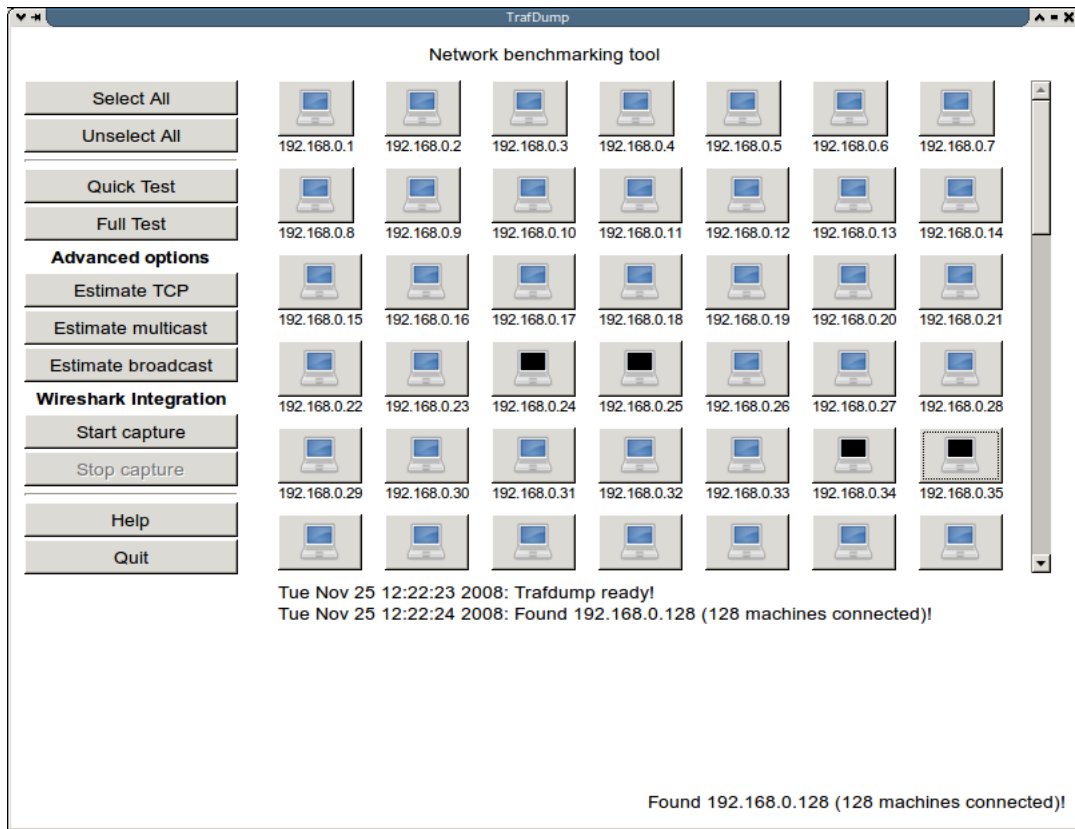 TrafDump
Network benchmarking tool
Select All
Unselect All
Quick Test
Full Test
Advanced options
Estimate TCP
Estimate multicast
Estimate broadcast
Wireshark Integration
Start capture
Stop capture
Help
Quit
192.168.0.1 192.168.0.2 192.168.0.3 192.168.0.4 192.168.0.5 192.168.0.6 192.168.0.7
192.168.0.8 192.168.0.9 192.168.0.10 192.168.0.11 192.168.0.12 192.168.0.13 192.168.0.14
192.168.0.15 192.168.0.16 192.168.0.17 192.168.0.18 192.168.0.19 192.168.0.20 192.168.0.21
192.168.0.22 192.168.0.23 192.168.0.24 192.168.0.25 192.168.0.26 192.168.0.27 192.168.0.28
192.168.0.29 192.168.0.30 192.168.0.31 192.168.0.32 192.168.0.33 192.168.0.34 192.168.0.35
Tue Nov 25 12:22:23 2008: Trafdump ready!
Tue Nov 25 12:22:24 2008: Found 192.168.0.128 (128 machines connected)!
Found 192.168.0.128 (128 machines connected)!